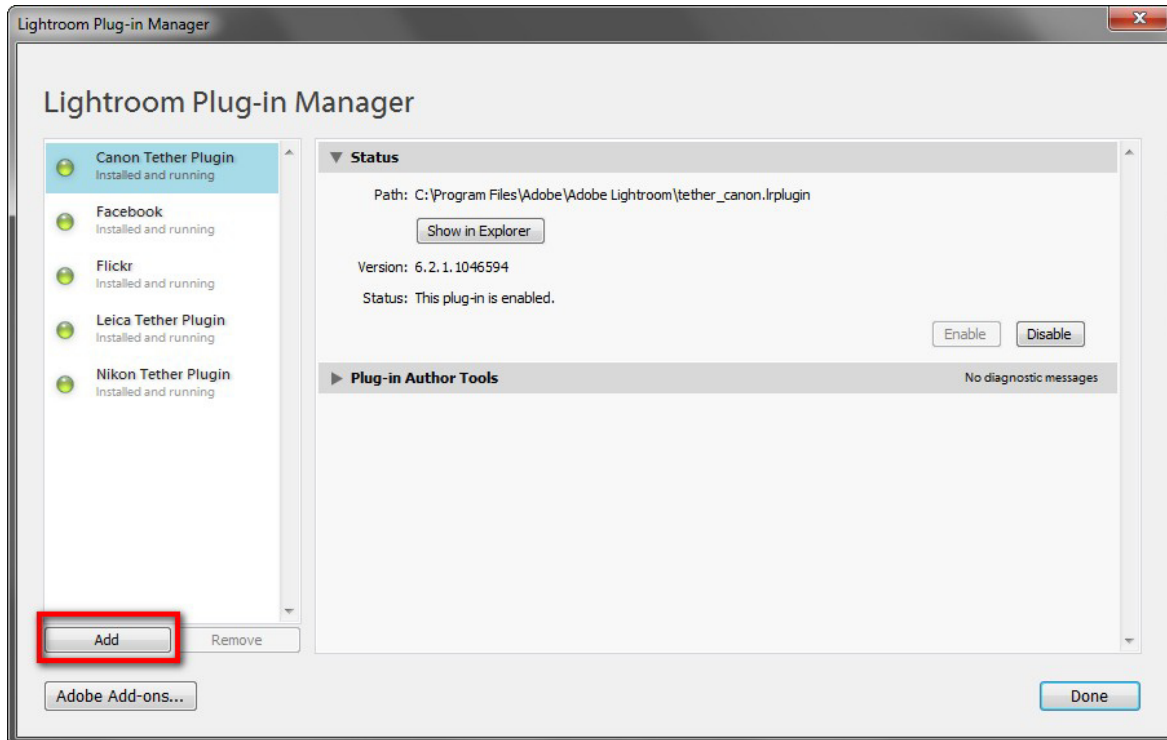 Lightroom Plug-in Manager
Lightroom Plug-in Manager
Canon Tether Plugin
Installed and running
Facebook
Installed and running
Flickr
Installed and running
Leica Tether Plugin
Installed and running
Nikon Tether Plugin
Installed and running
Add
Remove
Adobe Add-ons...
Status
Path: C:\Program Files\Adobe\Adobe Lightroom\tether_canon.lrplugin
Show in Explorer
Version: 6.2.1.1046594
Status: This plug-in is enabled.
Enable
Disable
Plug-in Author Tools
No diagnostic messages
Done